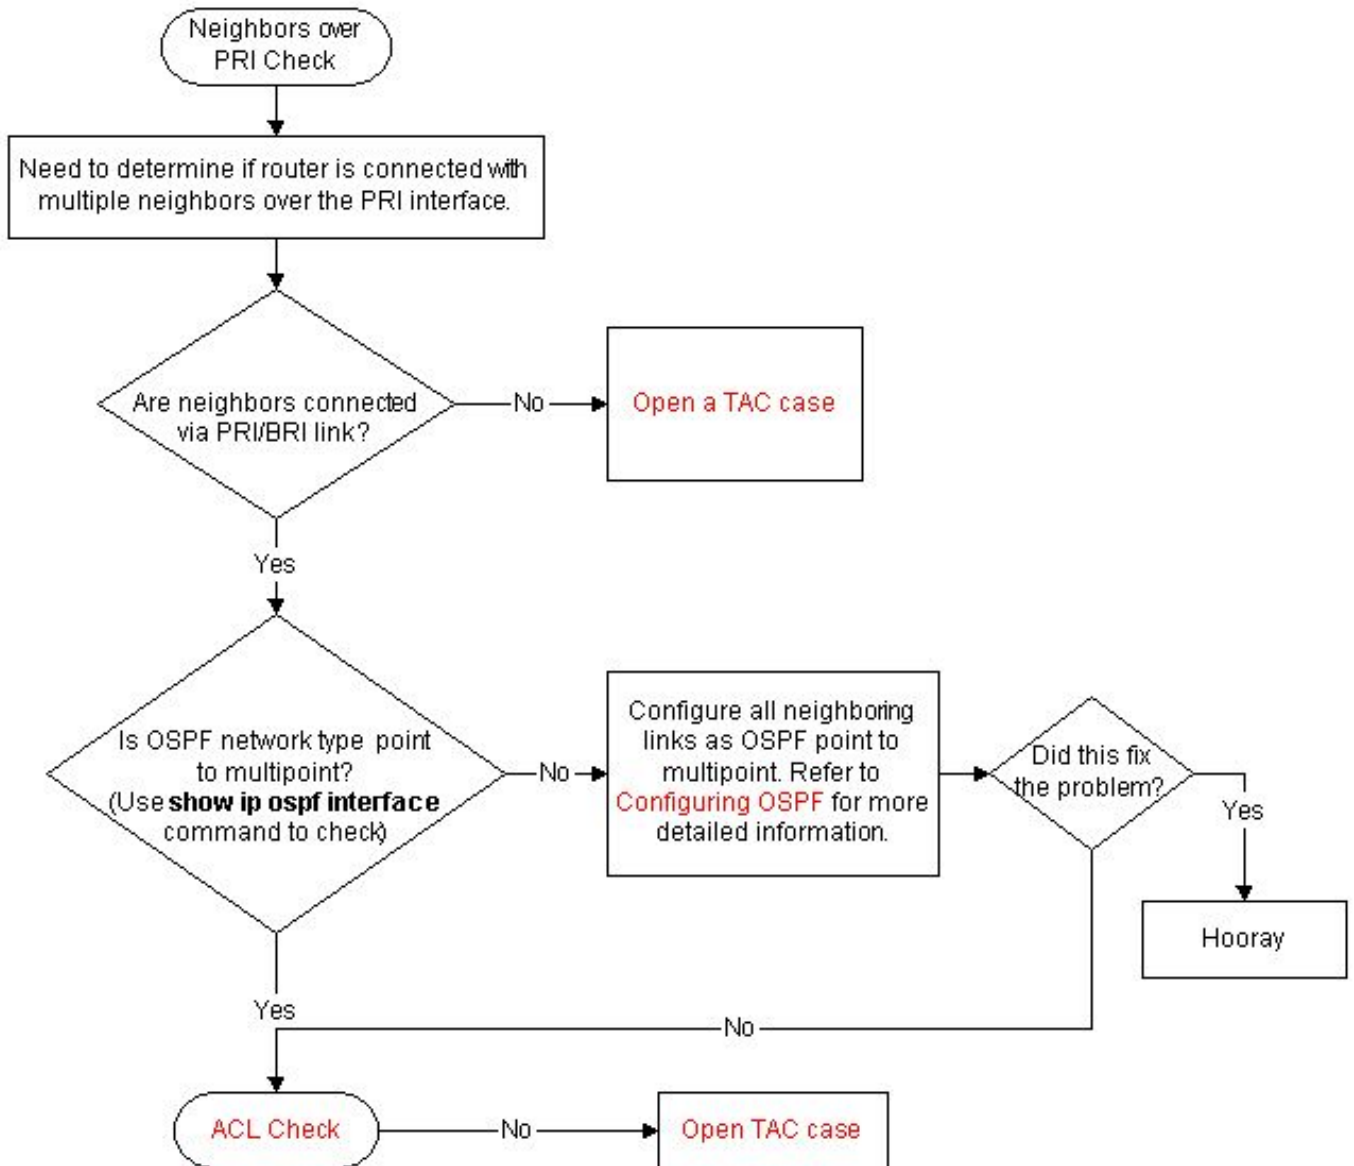 Neighbors over
PRI Check
Need to determine if router is connected with
multiple neighbors over the PRI interface.
Are neighbors connected
via PRI/BRI link?
No
Open a TAC case
Yes
Is OSPF network type point
to multipoint?
(Use show ip ospf interface
command to check)
No
Configure all neighboring
links as OSPF point to
multipoint. Refer to
Configuring OSPF for more
detailed information.
Did this fix
the problem?
Yes
Hooray
Yes
No
ACL Check
No
Open TAC case